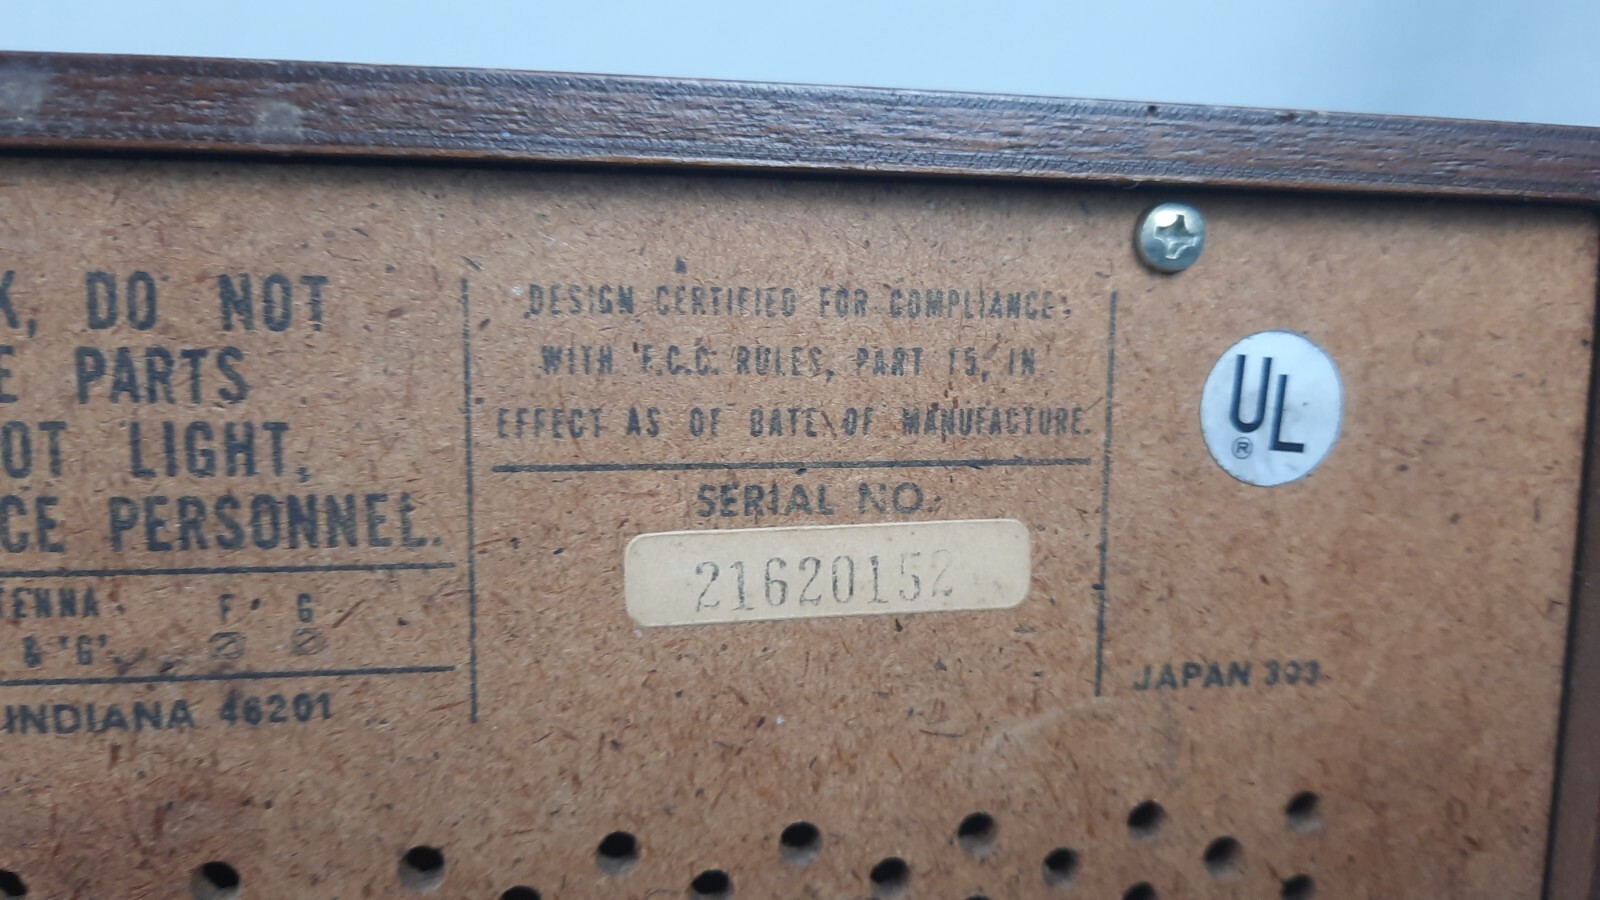 K, DO NOT
E PARTS
OT LIGHT,
CE PERSONNEL.
TENNA F G
& 'G'
INDIANA 46201
DESIGN CERTIFIED FOR COMPLIANCE
WITH F.C.C. RULES, PART 15, IN
EFFECT AS OF DATE OF MANUFACTURE.
SERIAL NO.
21620152
UL
®
JAPAN 303